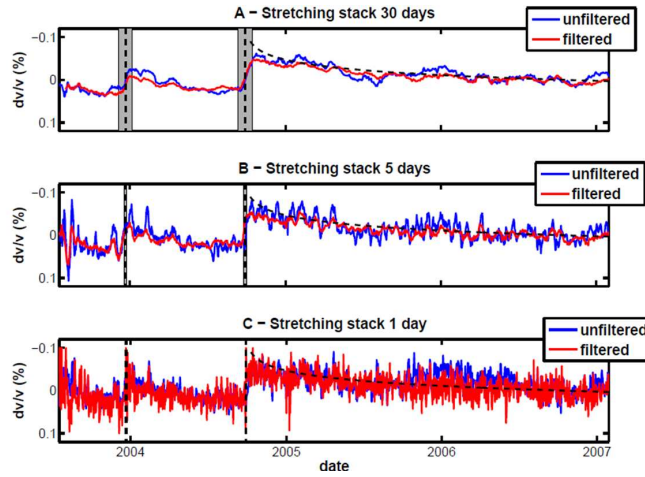 A − Stretching stack 30 days
unfiltered
filtered
−0.1
0
0.1
dv/v (%)
B − Stretching stack 5 days
unfiltered
filtered
−0.1
0
0.1
dv/v (%)
C − Stretching stack 1 day
unfiltered
filtered
−0.1
0
0.1
dv/v (%)
2004 2005 2006 2007
date